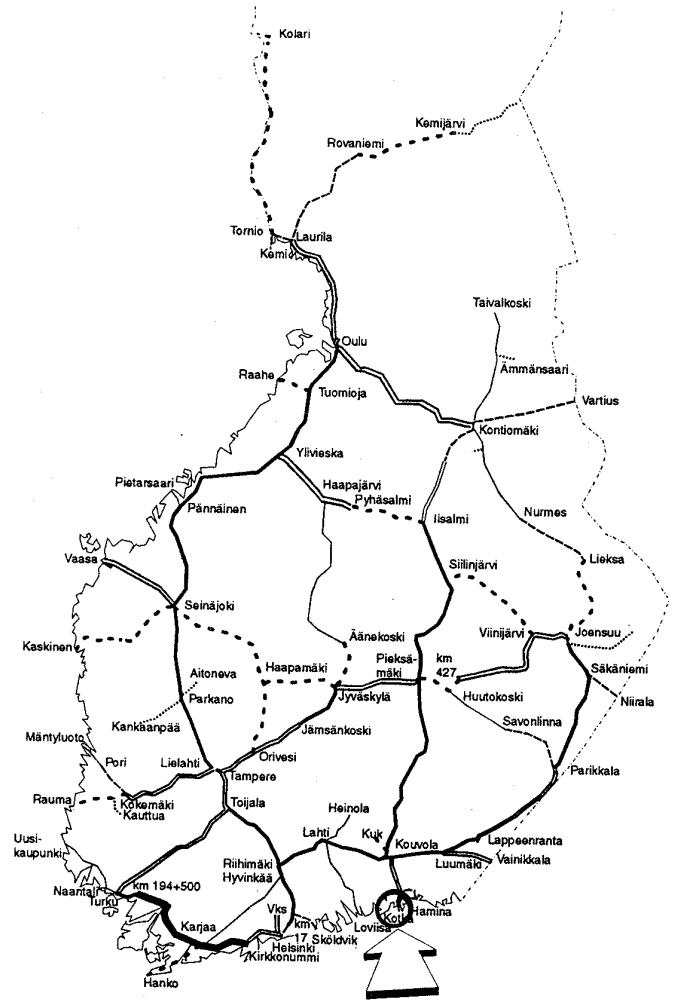 Kolari
Kemijärvi
Rovaniemi
Tornio
Laurila
Kemi
Taivalkoski
Oulu
Ämmänsaari
Raahe
Tuomioja
Vartius
Kontiomäki
Ylivieska
Haapajärvi
Pietarsaari
Pyhäsalmi
Pännäinen
Iisalmi
Nurmes
Vaasa
Siilinjärvi
Lieksa
Seinäjoki
Viinijärvi
Joensuu
Kaskinen
Äänekoski
Haapamäki
Pieksä-
mäki
km
427
Aitoneva
Säkäniemi
Parkano
Jyväskylä
Huutokoski
Niirala
Kankaanpää
Savonlinna
Mäntyluoto
Jämsänkoski
Pori
Lielahti
Orivesi
Tampere
Parikkala
Rauma
Kokemäki
Kauttua
Toijala
Heinola
Uusi-
kaupunki
Lahti
Kuk
Kouvola
Lappeenranta
Luumäki
Vainikkala
Riihimäki
Hyvinkää
Naantali
Turku
km 194+500
Vks
km
17
Sköldvik
Loviisa
Kotka
Hamina
Karjaa
Helsinki
Kirkkonummi
Hanko